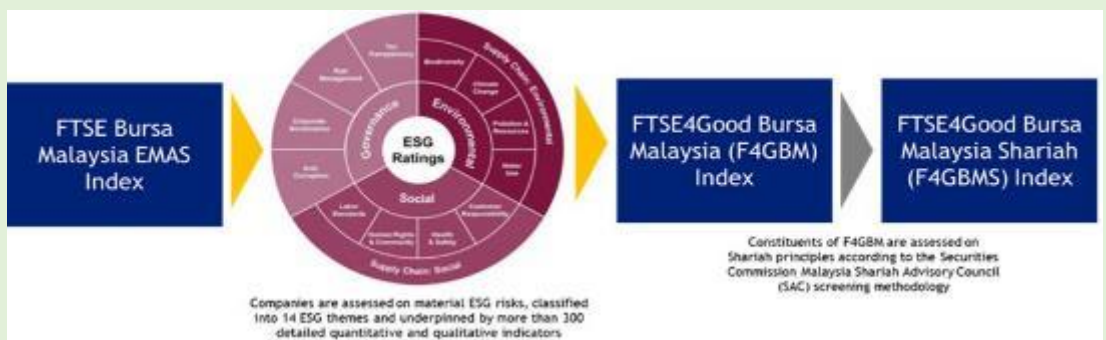 FTSE Bursa
Malaysia EMAS
Index
ESG
Ratings
Governance
Environmental
Social
Tax
Transparency
Risk
Management
Corporate
Governance
Anti
Corruption
Biodiversity
Climate
Change
Pollution &
Resources
Water
Use
Customer
Responsibility
Health
& Safety
Human Rights
& Community
Labor
Standards
Supply Chain: Environmental
Supply Chain: Social
Companies are assessed on material ESG risks, classified
into 14 ESG themes and underpinned by more than 300
detailed quantitative and qualitative indicators
FTSE4Good Bursa
Malaysia (F4GBM)
Index
FTSE4Good Bursa
Malaysia Shariah
(F4GBMS) Index
Constituents of F4GBM are assessed on
Shariah principles according to the Securities
Commission Malaysia Shariah Advisory Council
(SAC) screening methodology